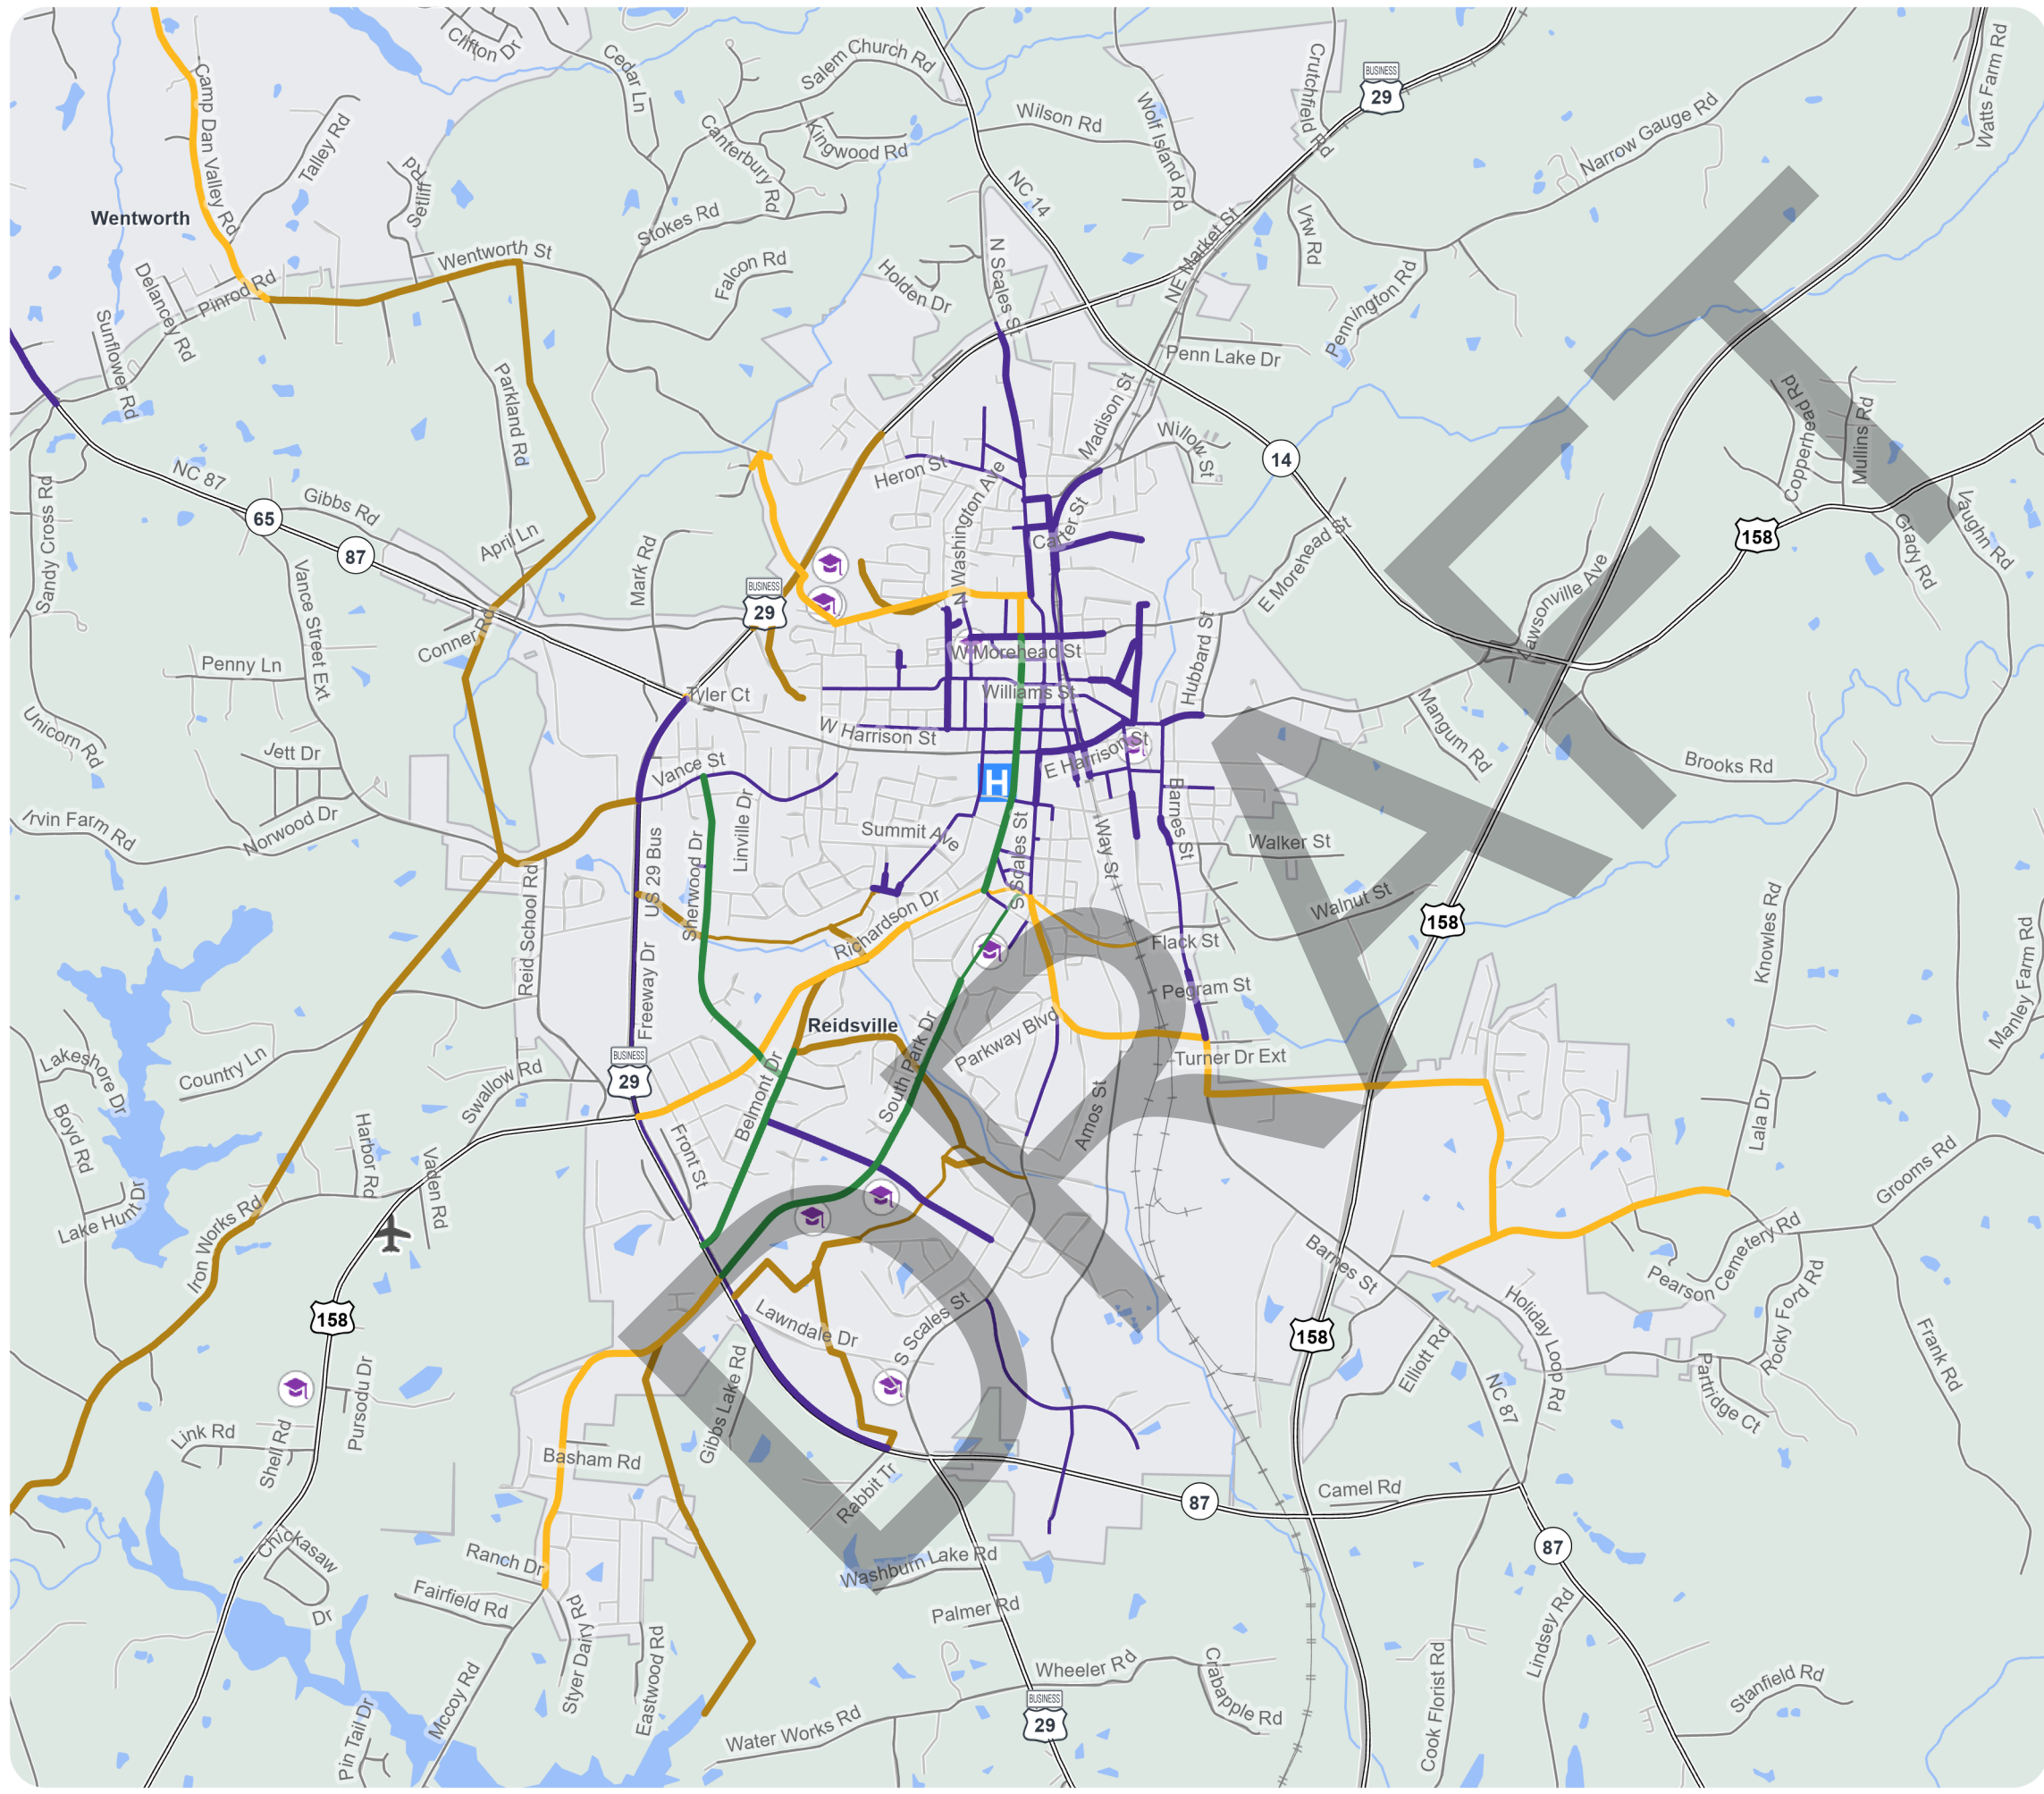 Clifton Dr
Cedar Ln
Salem Church Rd
Crutchfield Rd
BUSINESS
29
Watts Farm Rd
Camp Dan Valley Rd
Talley Rd
Canterbury Rd
Kingwood Rd
Wilson Rd
Wolf Island Rd
Narrow Gauge Rd
Wentworth
Setliff Rd
Stokes Rd
NC 14
Vfw Rd
Wentworth St
Falcon Rd
Holden Dr
N Scales St
NE Market St
Pennington Rd
Delancey Rd
Pinrod Rd
Sunflower Rd
Penn Lake Dr
Parkland Rd
Madison St
Willow St
Copperhead Rd
Mullins Rd
NC 87
Gibbs Rd
Heron St
14
65
87
April Ln
Mark Rd
N Washington Ave
Carter St
E Morehead St
158
Grady Rd
Vaughn Rd
Sandy Cross Rd
Vance Street Ext
BUSINESS
29
Lawsonville Ave
Conner Rd
Penny Ln
W Morehead St
Hubbard St
Tyler Ct
Williams St
Unicorn Rd
W Harrison St
E Harrison St
Mangum Rd
Jett Dr
Vance St
H
Brooks Rd
Irvin Farm Rd
Norwood Dr
Linville Dr
Summit Ave
S Scales St
Way St
Barnes St
Walker St
US 29 Bus
Sherwood Dr
Richardson Dr
Walnut St
158
Knowles Rd
Reid School Rd
Freeway Dr
Flack St
Manley Farm Rd
Pegram St
Reidsville
Parkway Blvd
Lakeshore Dr
Country Ln
Swallow Rd
BUSINESS
29
Turner Dr Ext
Boyd Rd
Harbor Rd
Front St
Belmont Dr
South Park Dr
Amos St
Lala Dr
Grooms Rd
Lake Hunt Dr
Vaden Rd
Iron Works Rd
Barnes St
Pearson Cemetery Rd
158
Lawndale Dr
S Scales St
158
Holiday Loop Rd
Rocky Ford Rd
Frank Rd
Pursodu Dr
Gibbs Lake Rd
Elliott Rd
Partridge Ct
NC 87
Link Rd
Shell Rd
Basham Rd
Rabbit Tr
87
Camel Rd
87
Chickasaw
Dr
Ranch Dr
Washburn Lake Rd
Fairfield Rd
Palmer Rd
Styer Dairy Rd
Eastwood Rd
Wheeler Rd
Crabapple Rd
Lindsey Rd
Cook Florist Rd
Stanfield Rd
Pin Tail Dr
Mccoy Rd
Water Works Rd
BUSINESS
29
DRAFT